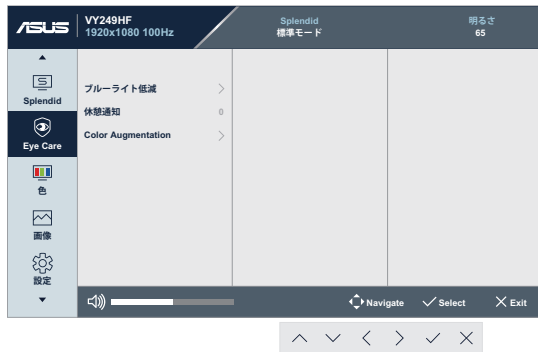 ASUS
VY249HF
1920x1080 100Hz
Splendid
標準モード
明るさ
65
Splendid
Eye Care
色
画像
設定
ブルーライト低減
休憩通知 0
Color Augmentation
Navigate Select Exit